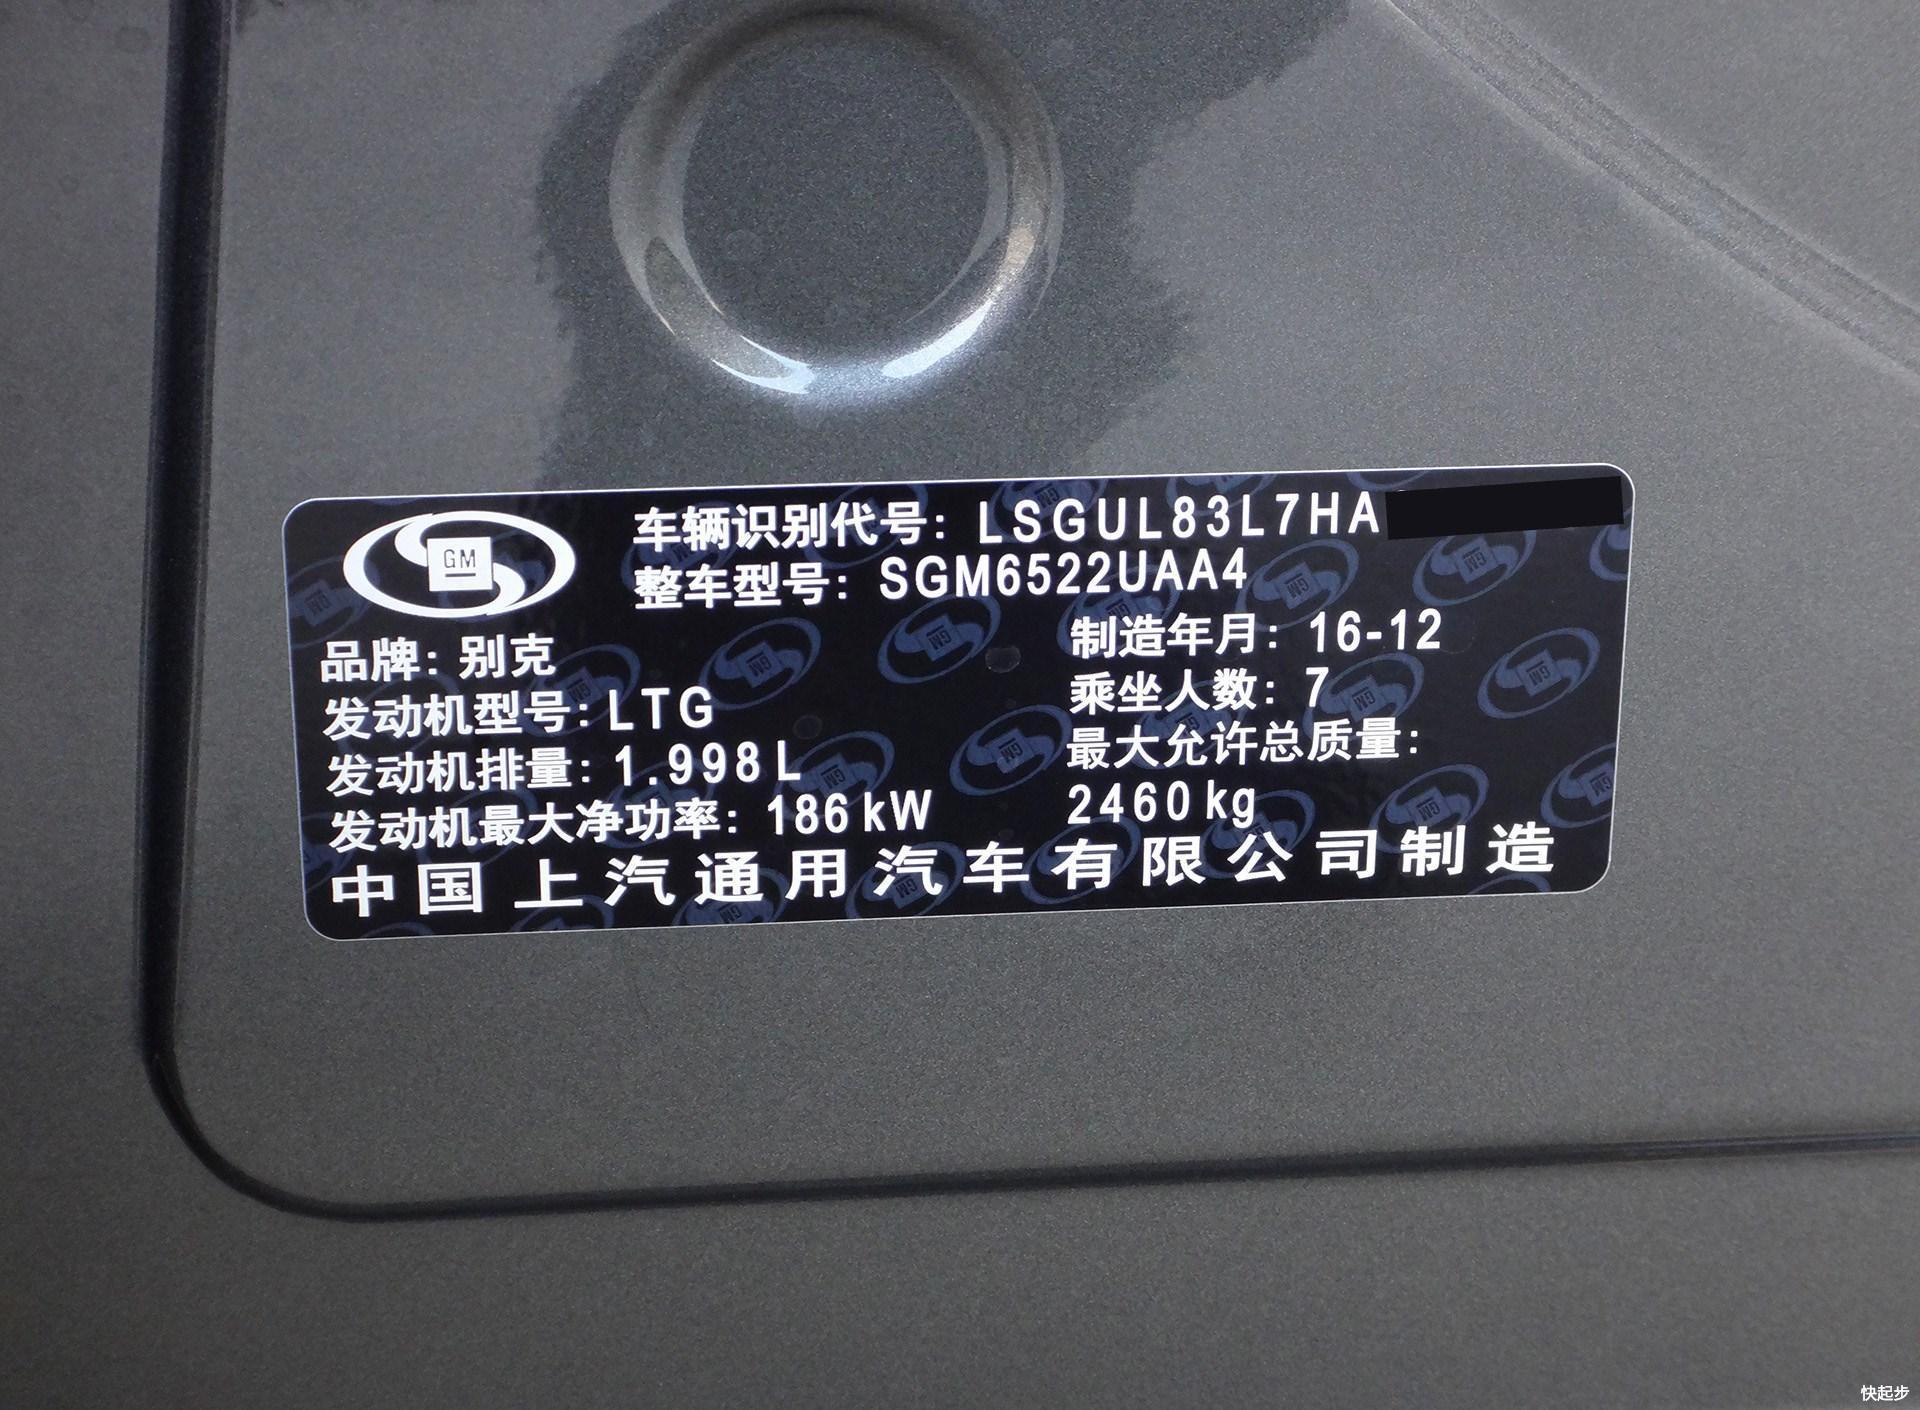 车辆识别代号: LSGUL83L7HA
整车型号: SGM6522UAA4
GM
品牌: 别克
制造年月: 16-12
发动机型号: LTG
乘坐人数: 7
发动机排量: 1.998L
最大允许总质量:
发动机最大净功率: 186kW
2460kg
中国上汽通用汽车有限公司制造
快起步